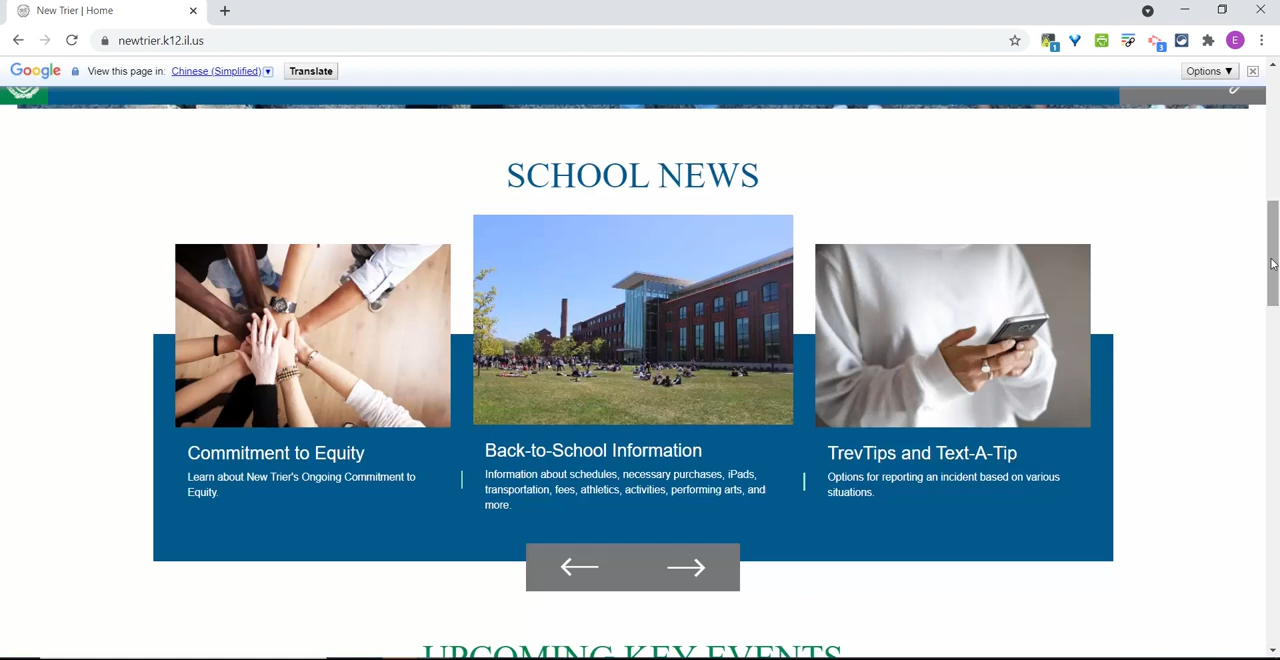 New Trier | Home
newtrier.k12.il.us
1
3
E
Google View this page in: Chinese (Simplified) Translate Options ▼
SCHOOL NEWS
Commitment to Equity
Learn about New Trier's Ongoing Commitment to
Equity.
Back-to-School Information
Information about schedules, necessary purchases, iPads,
transportation, fees, athletics, activities, performing arts, and
more.
TrevTips and Text-A-Tip
Options for reporting an incident based on various
situations.
UPCOMING KEY EVENTS